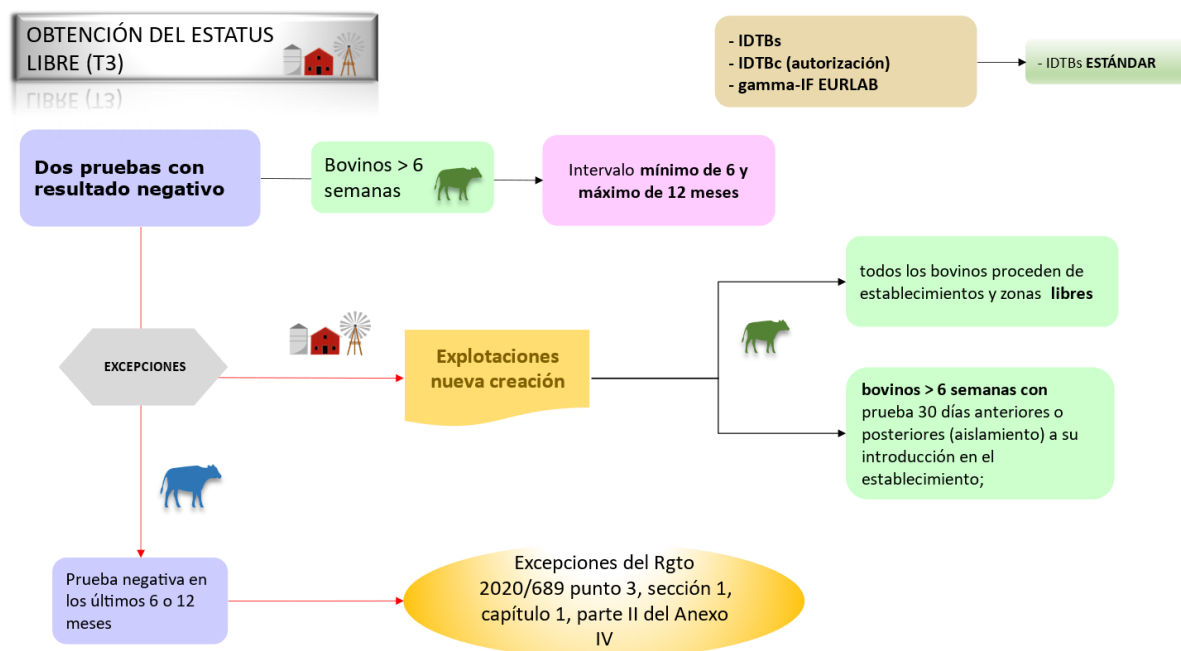 OBTENCIÓN DEL ESTATUS
LIBRE (T3)
- IDTBs
- IDTBc (autorización)
- gamma-IF EURLAB
- IDTBs ESTÁNDAR
Dos pruebas con
resultado negativo
Bovinos > 6
semanas
Intervalo mínimo de 6 y
máximo de 12 meses
todos los bovinos proceden de
establecimientos y zonas libres
EXCEPCIONES
Explotaciones
nueva creación
bovinos > 6 semanas con
prueba 30 días anteriores o
posteriores (aislamiento) a su
introducción en el
establecimiento;
Prueba negativa en
los últimos 6 o 12
meses
Excepciones del Rgto
2020/689 punto 3, sección 1,
capítulo 1, parte II del Anexo
IV